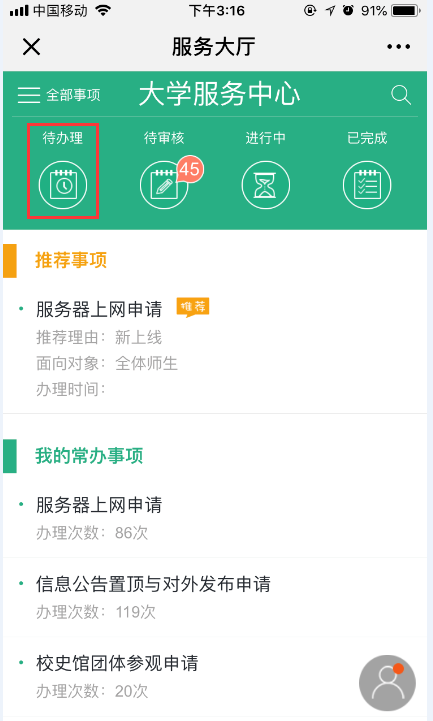 中国移动 下午3:16 91%
服务大厅
全部事项 大学服务中心
待办理 待审核 进行中 已完成
45
推荐事项
服务器上网申请 推荐
推荐理由：新上线
面向对象：全体师生
办理时间：
我的常办事项
服务器上网申请
办理次数：86次
信息公告置顶与对外发布申请
办理次数：119次
校史馆团体参观申请
办理次数：20次